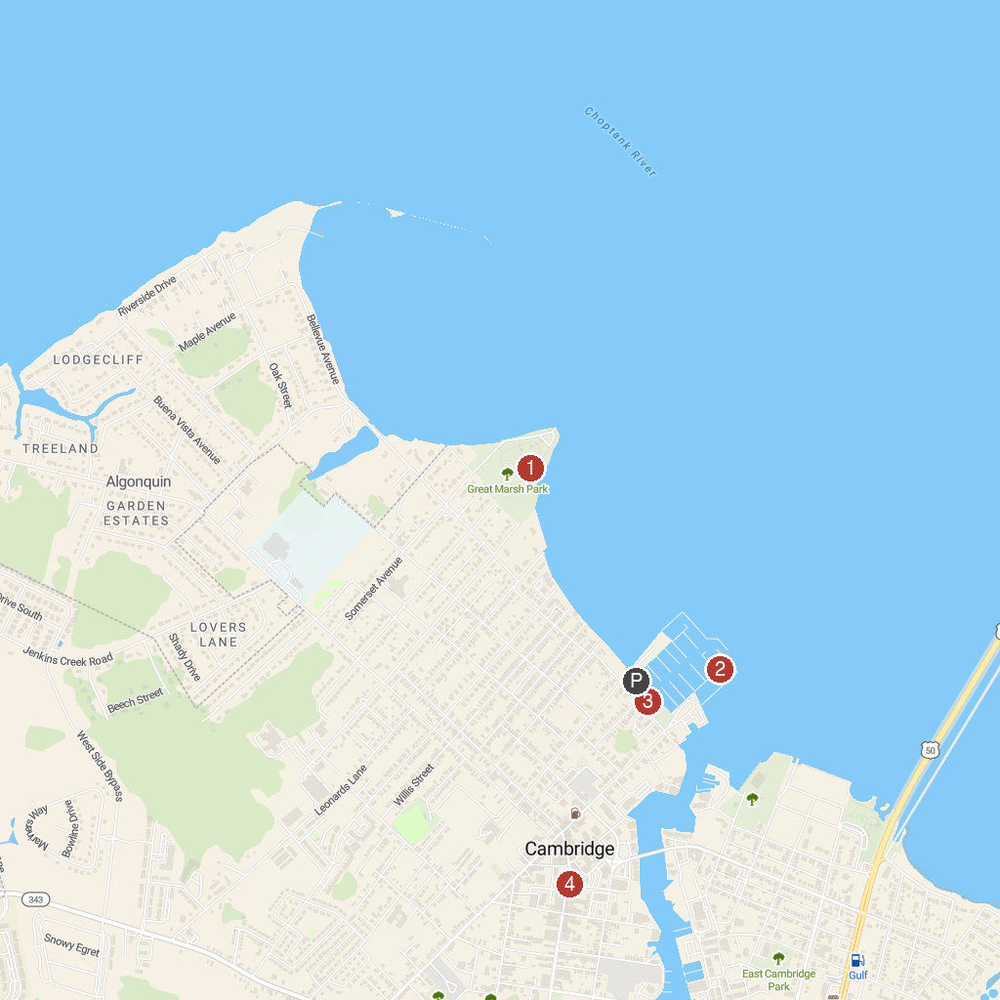 Choptank River
Riverside Drive
Maple Avenue
Bellevue Avenue
LODGECLIFF
Oak Street
Buena Vista Avenue
TREELAND
1
Algonquin
Great Marsh Park
GARDEN
ESTATES
Somerset Avenue
Drive South
LOVERS
LANE
Jenkins Creek Road
Shady Drive
2
P
3
Beech Street
50
West Side Bypass
Leonards Lane
Willis Street
Mariners Way
Bowline Drive
Cambridge
4
343
Snowy Egret
East Cambridge
Park
Gulf